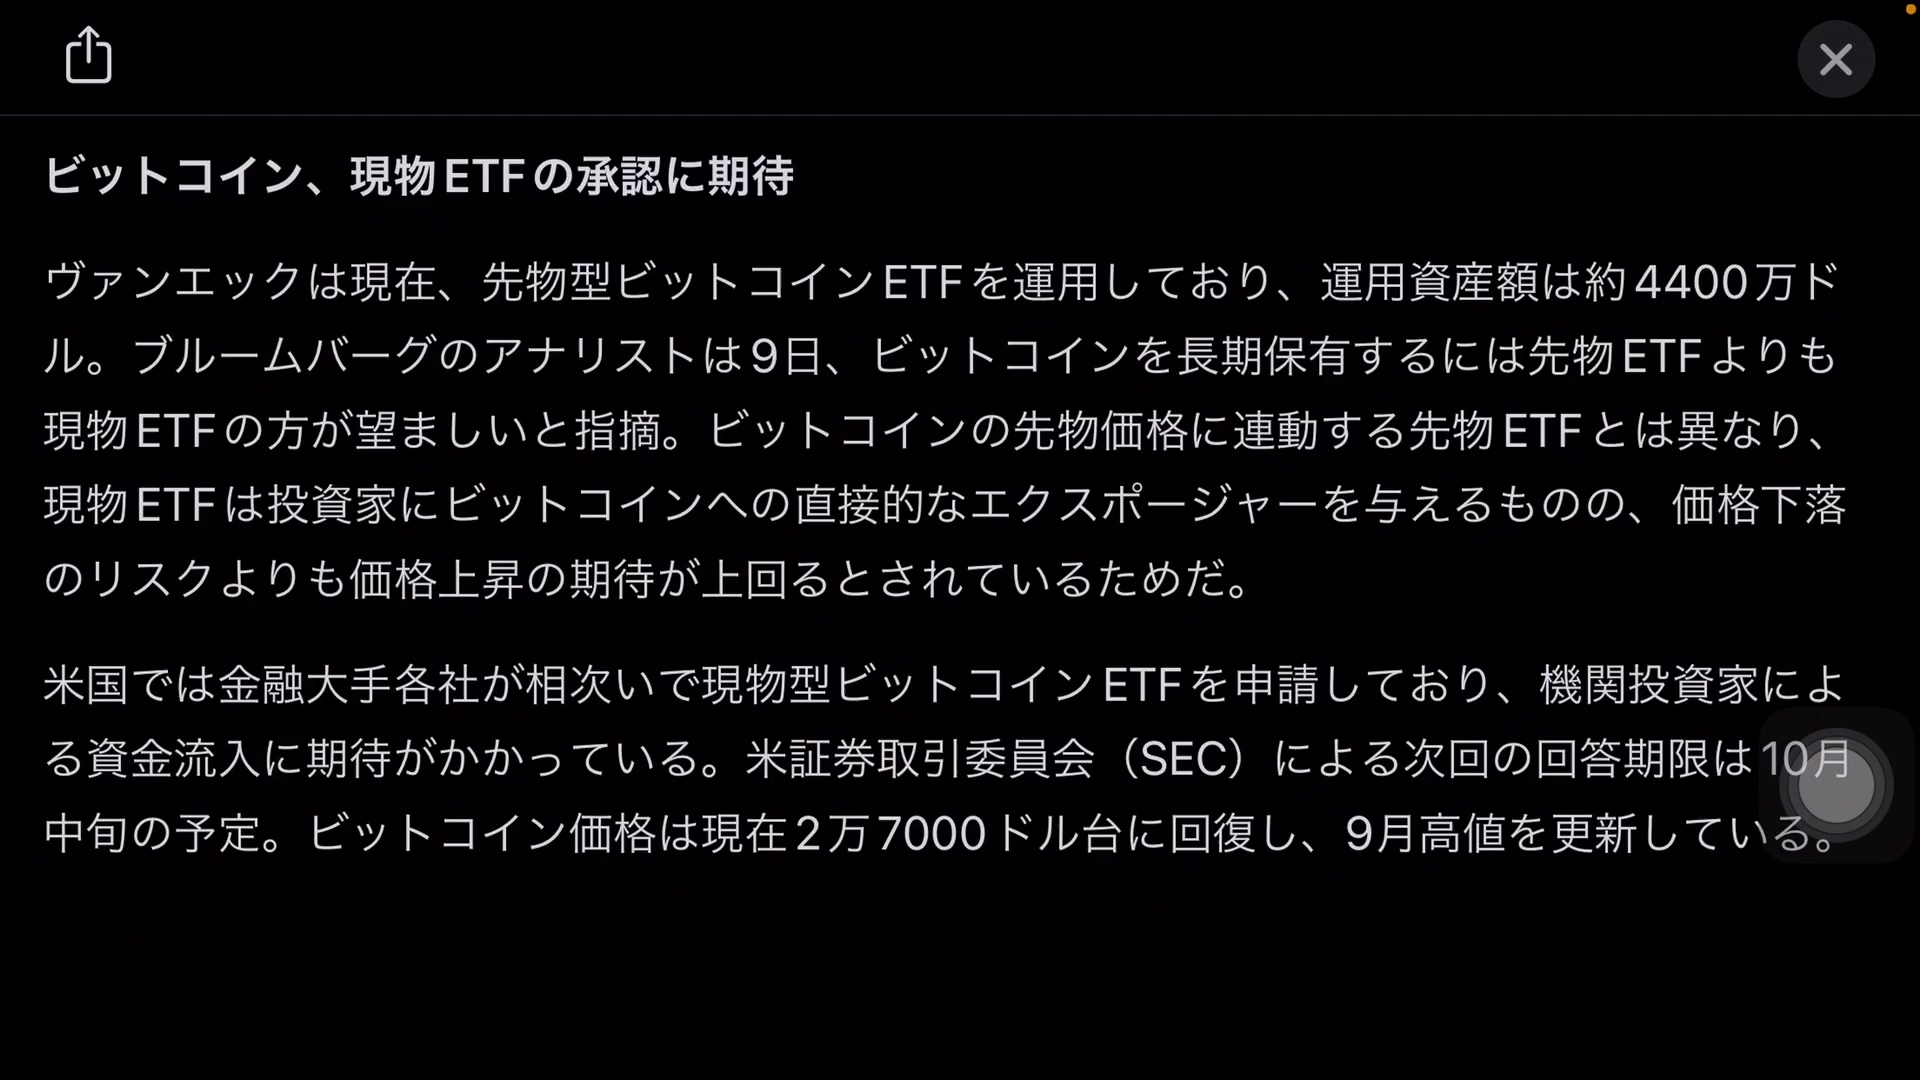 ビットコイン、現物ETFの承認に期待
ヴァンエックは現在、先物型ビットコインETFを運用しており、運用資産額は約4400万ド
ル。ブルームバーグのアナリストは9日、ビットコインを長期保有するには先物ETFよりも
現物ETFの方が望ましいと指摘。ビットコインの先物価格に連動する先物ETFとは異なり、
現物ETFは投資家にビットコインへの直接的なエクスポージャーを与えるものの、価格下落
のリスクよりも価格上昇の期待が上回るとされているためだ。
米国では金融大手各社が相次いで現物型ビットコインETFを申請しており、機関投資家によ
る資金流入に期待がかかっている。米証券取引委員会（SEC）による次回の回答期限は10月
中旬の予定。ビットコイン価格は現在2万7000ドル台に回復し、9月高値を更新している。